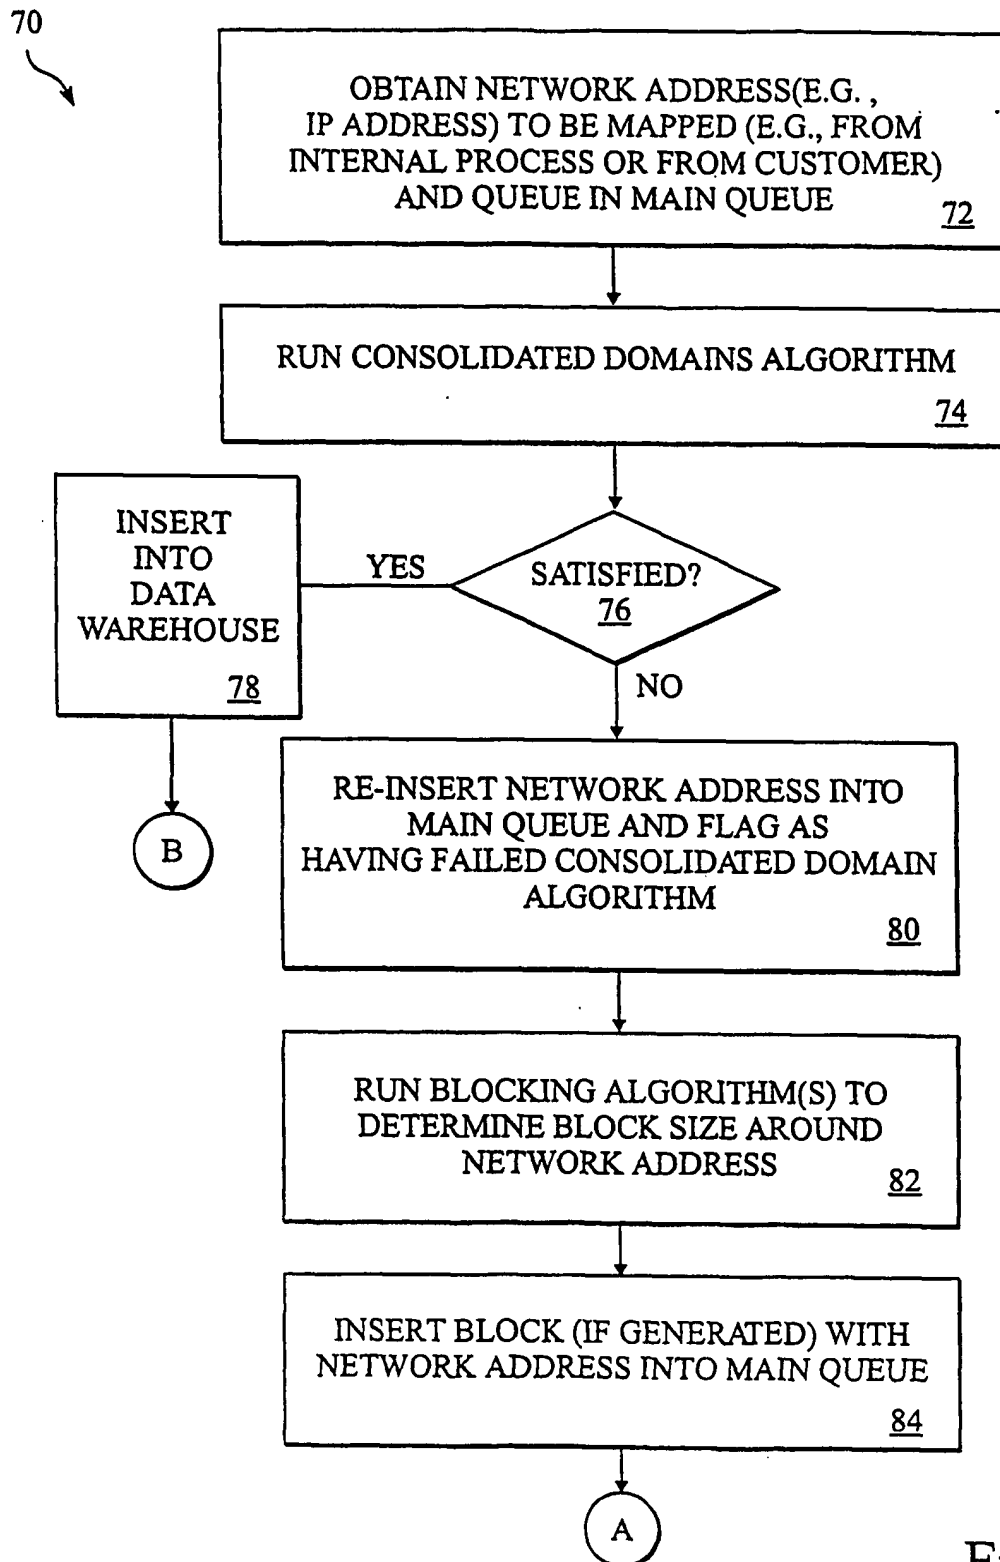 70
OBTAIN NETWORK ADDRESS(E.G. ,
IP ADDRESS) TO BE MAPPED (E.G., FROM
INTERNAL PROCESS OR FROM CUSTOMER)
AND QUEUE IN MAIN QUEUE
72
RUN CONSOLIDATED DOMAINS ALGORITHM
74
INSERT
INTO
DATA
WAREHOUSE
78
YES
SATISFIED?
76
NO
B
RE-INSERT NETWORK ADDRESS INTO
MAIN QUEUE AND FLAG AS
HAVING FAILED CONSOLIDATED DOMAIN
ALGORITHM
80
RUN BLOCKING ALGORITHM(S) TO
DETERMINE BLOCK SIZE AROUND
NETWORK ADDRESS
82
INSERT BLOCK (IF GENERATED) WITH
NETWORK ADDRESS INTO MAIN QUEUE
84
A